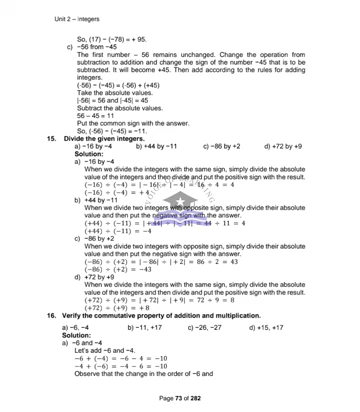 Unit 2 – Integers
So, (17) − (−78) = + 95.
c) −56 from −45
The first number – 56 remains unchanged. Change the operation from
subtraction to addition and change the sign of the number −45 that is to be
subtracted. It will become +45. Then add according to the rules for adding
integers.
(-56) − (−45) = (-56) + (+45)
Take the absolute values.
|-56| = 56 and |-45| = 45
Subtract the absolute values.
56 – 45 = 11
Put the common sign with the answer.
So, (-56) − (−45) = −11.
15. Divide the given integers.
a) −16 by −4 b) +44 by −11 c) −86 by +2 d) +72 by +9
Solution:
a) −16 by −4
When we divide the integers with the same sign, simply divide the absolute
value of the integers and then divide and put the positive sign with the result.
(−16) ÷ (−4) = | − 16| ÷ | − 4| = 16 ÷ 4 = 4
(−16) ÷ (−4) = + 4
b) +44 by −11
When we divide two integers with opposite sign, simply divide their absolute
value and then put the negative sign with the answer.
(+44) ÷ (−11) = | + 44| ÷ | − 11| = 44 ÷ 11 = 4
(+44) ÷ (−11) = −4
c) −86 by +2
When we divide two integers with opposite sign, simply divide their absolute
value and then put the negative sign with the answer.
(−86) ÷ (+2) = | − 86| ÷ | + 2| = 86 ÷ 2 = 43
(−86) ÷ (+2) = −43
d) +72 by +9
When we divide the integers with the same sign, simply divide the absolute
value of the integers and then divide and put the positive sign with the result.
(+72) ÷ (+9) = | + 72| ÷ | + 9| = 72 ÷ 9 = 8
(+72) ÷ (+9) = + 8
16. Verify the commutative property of addition and multiplication.
a) −6, −4 b) −11, +17 c) −26, −27 d) +15, +17
Solution:
a) −6 and −4
Let's add −6 and −4.
−6 + (−4) = −6 − 4 = −10
−4 + (−6) = −4 − 6 = −10
Observe that the change in the order of −6 and
Page 73 of 282